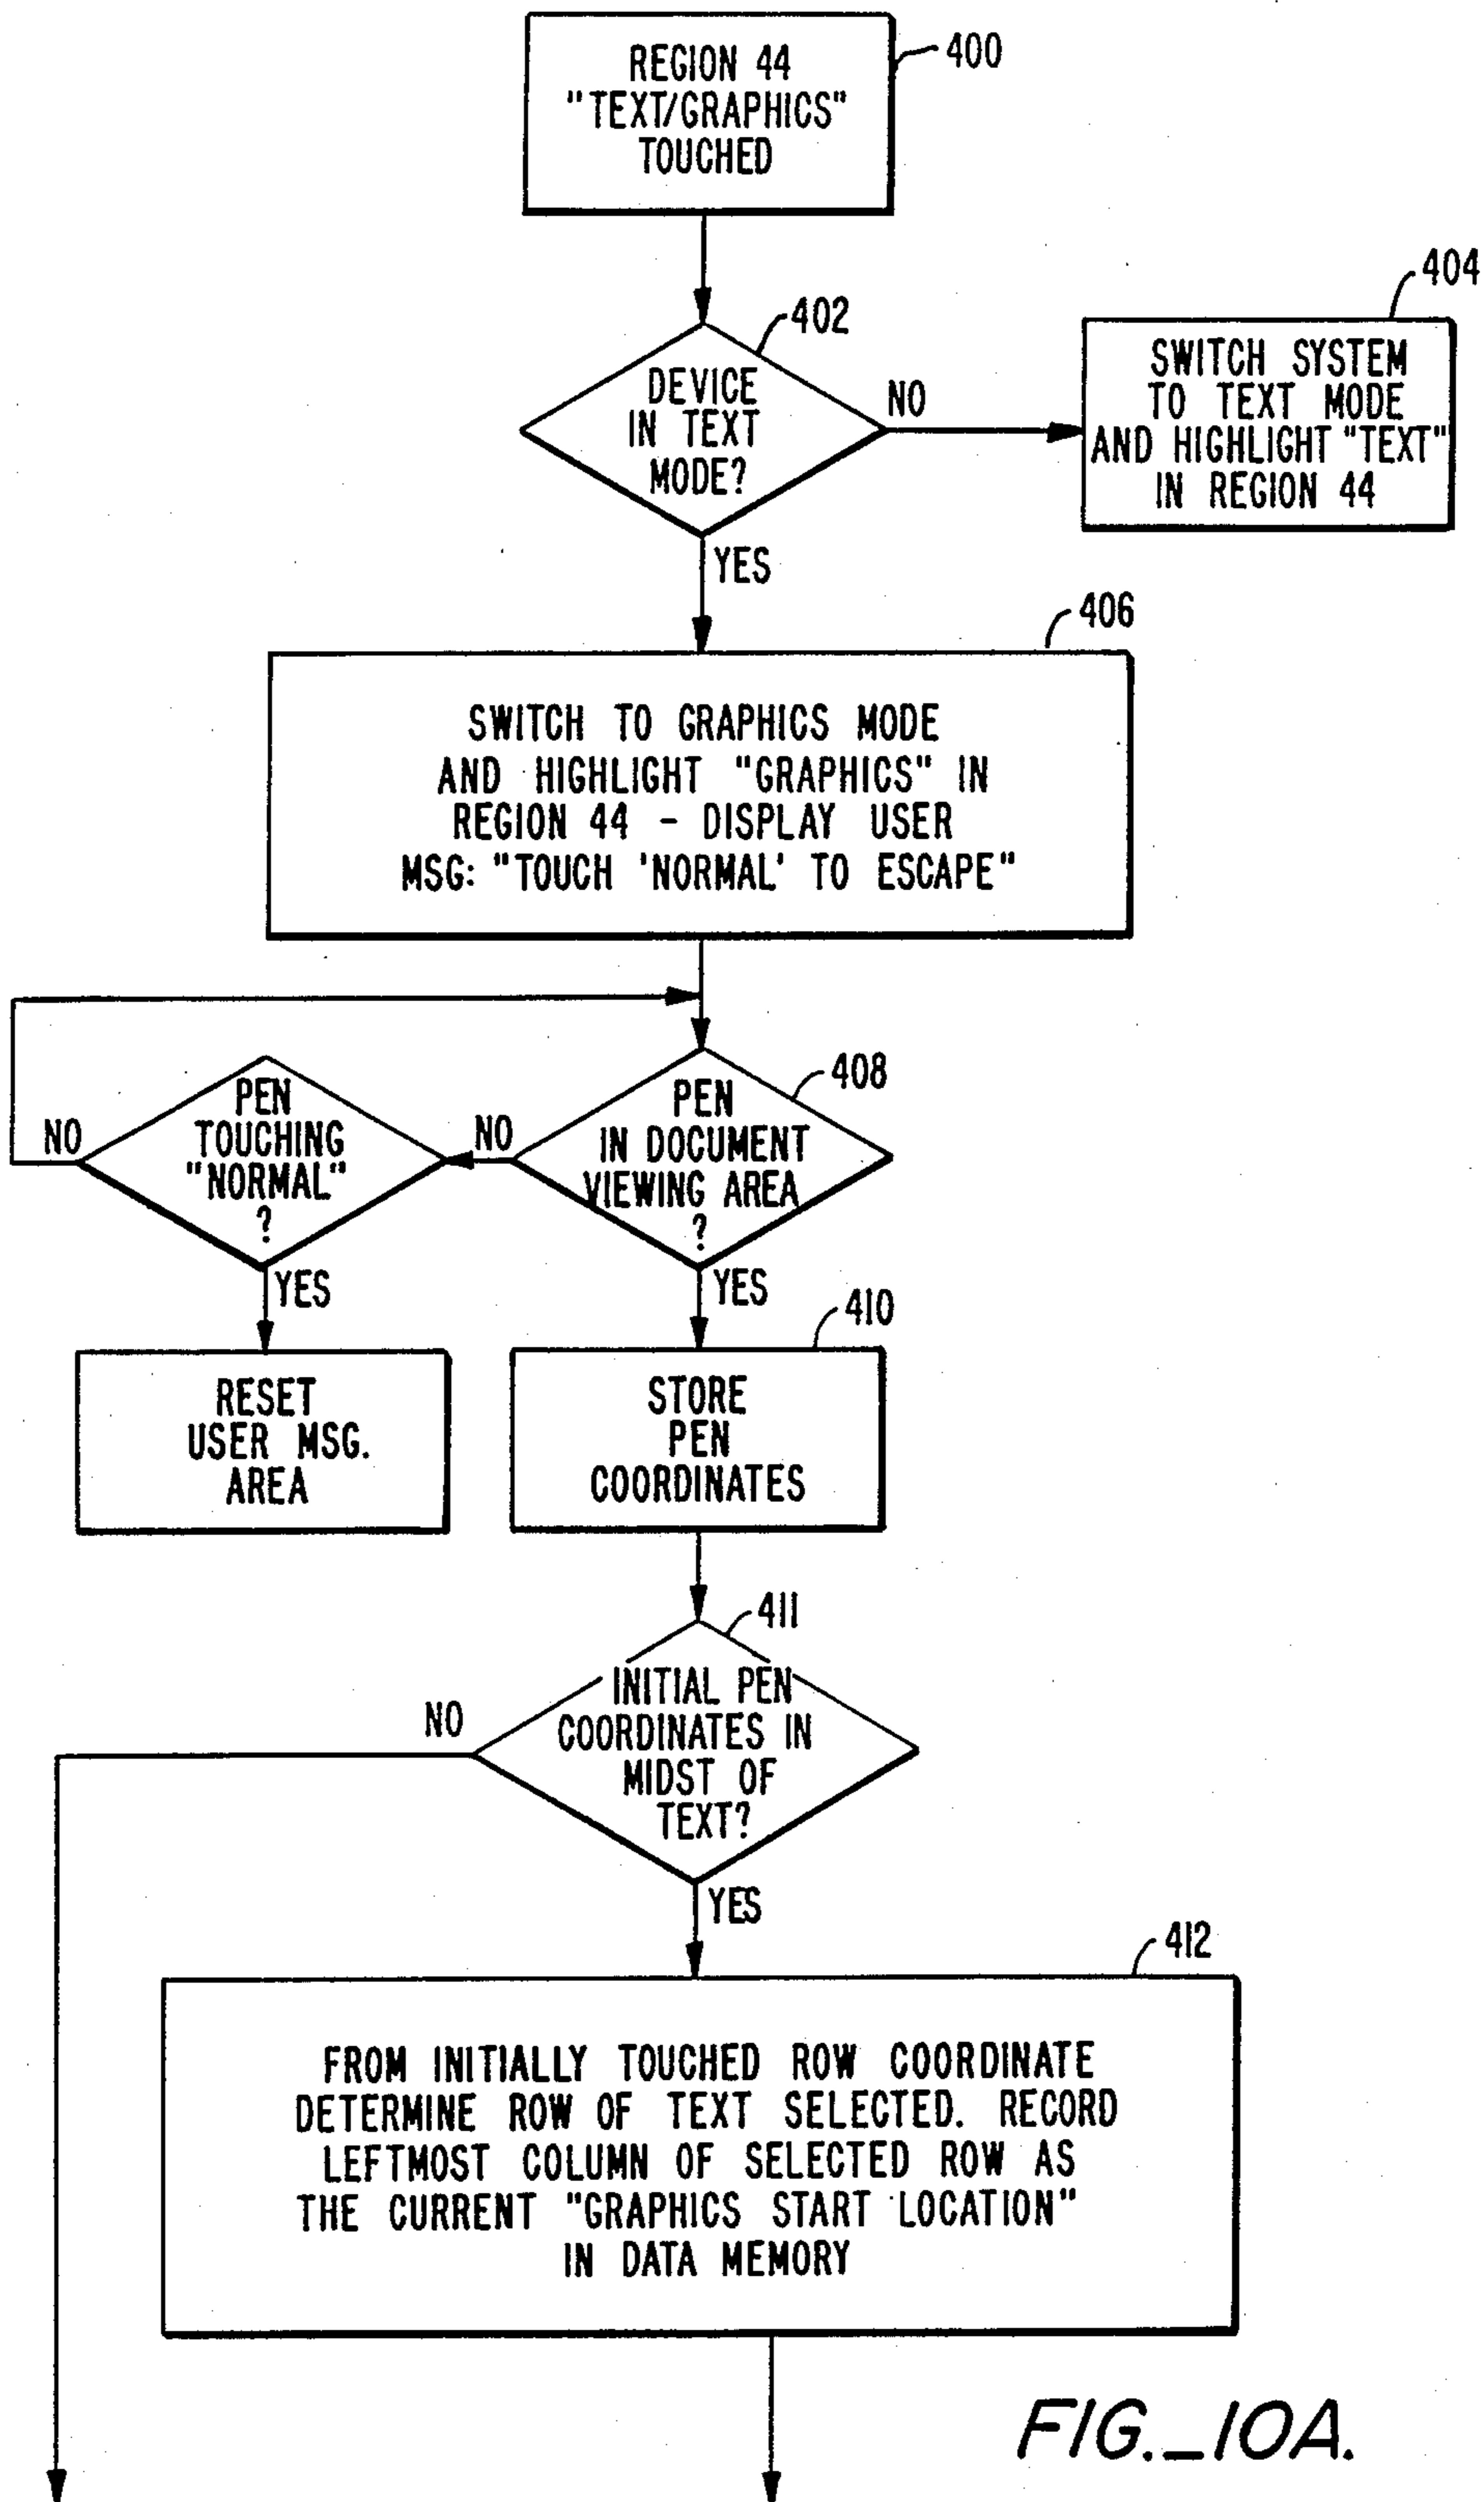 REGION 44
"TEXT/GRAPHICS"
TOUCHED
400
402
DEVICE
IN TEXT
MODE?
NO
404
SWITCH SYSTEM
TO TEXT MODE
AND HIGHLIGHT "TEXT"
IN REGION 44
YES
406
SWITCH TO GRAPHICS MODE
AND HIGHLIGHT "GRAPHICS" IN
REGION 44 - DISPLAY USER
MSG: "TOUCH 'NORMAL' TO ESCAPE"
408
PEN
IN DOCUMENT
VIEWING AREA
?
NO
PEN
TOUCHING
"NORMAL"
?
NO
YES
RESET
USER MSG.
AREA
YES
410
STORE
PEN
COORDINATES
411
INITIAL PEN
COORDINATES IN
MIDST OF
TEXT?
NO
YES
412
FROM INITIALLY TOUCHED ROW COORDINATE
DETERMINE ROW OF TEXT SELECTED. RECORD
LEFTMOST COLUMN OF SELECTED ROW AS
THE CURRENT "GRAPHICS START LOCATION"
IN DATA MEMORY
FIG._10A.